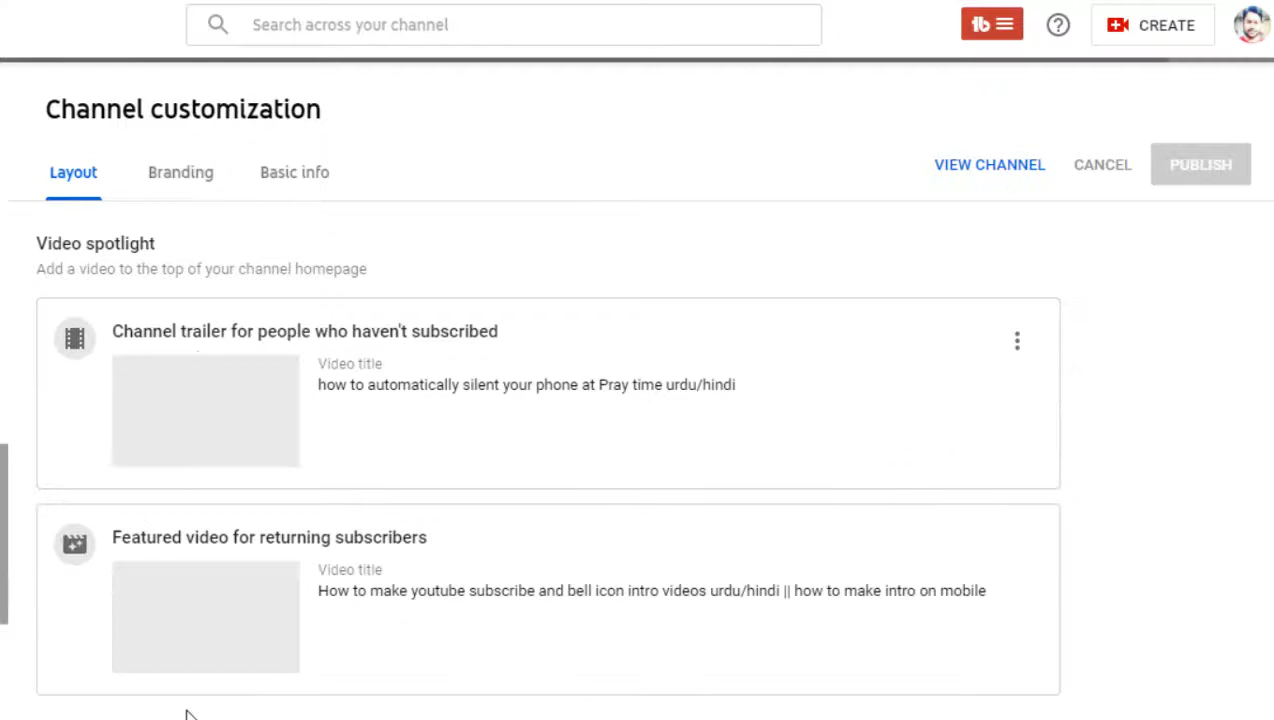 Search across your channel
tb
CREATE
Channel customization
Layout
Branding
Basic info
VIEW CHANNEL
CANCEL
PUBLISH
Video spotlight
Add a video to the top of your channel homepage
Channel trailer for people who haven't subscribed
Video title
how to automatically silent your phone at Pray time urdu/hindi
Featured video for returning subscribers
Video title
How to make youtube subscribe and bell icon intro videos urdu/hindi || how to make intro on mobile